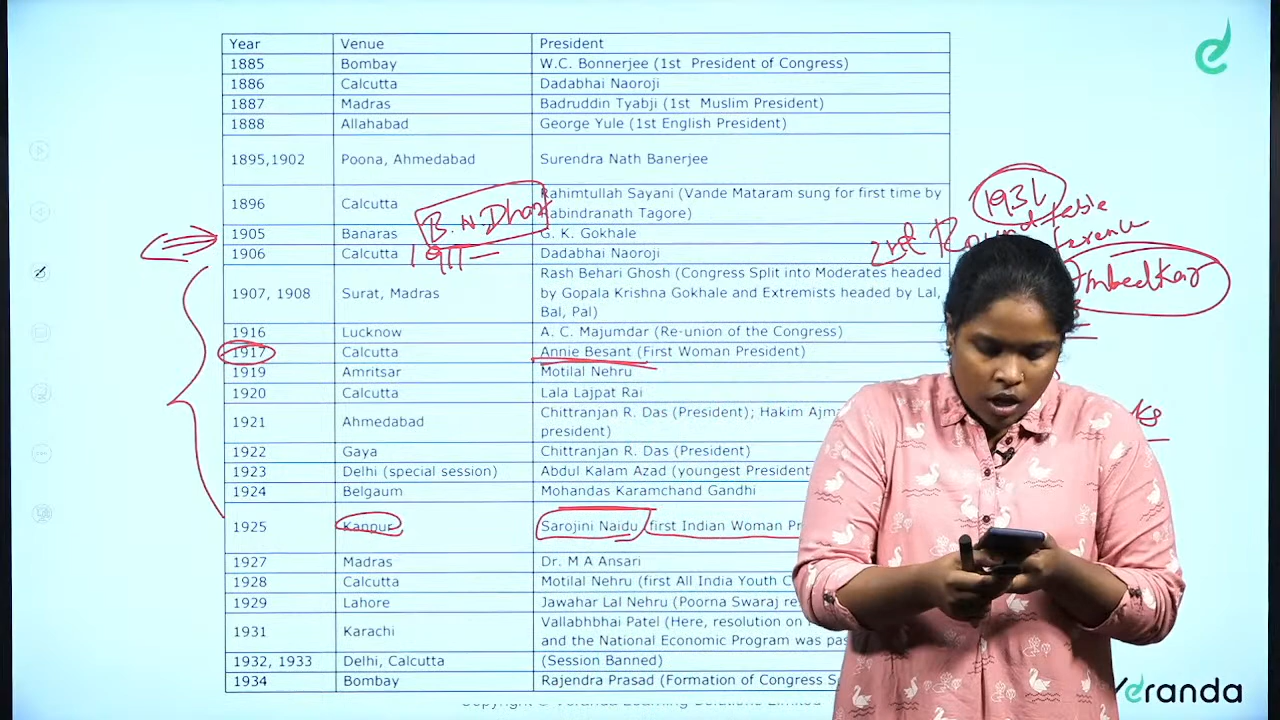 Year Venue President
1885 Bombay W.C. Bonnerjee (1st President of Congress)
1886 Calcutta Dadabhai Naoroji
1887 Madras Badruddin Tyabji (1st Muslim President)
1888 Allahabad George Yule (1st English President)
1895,1902 Poona, Ahmedabad Surendra Nath Banerjee
1896 Calcutta Rahimtullah Sayani (Vande Mataram sung for first time by
Rabindranath Tagore)
1905 Banaras G. K. Gokhale
1906 Calcutta Dadabhai Naoroji
1907, 1908 Surat, Madras Rash Behari Ghosh (Congress Split into Moderates headed
by Gopala Krishna Gokhale and Extremists headed by Lal,
Bal, Pal)
1916 Lucknow A. C. Majumdar (Re-union of the Congress)
1917 Calcutta Annie Besant (First Woman President)
1919 Amritsar Motilal Nehru
1920 Calcutta Lala Lajpat Rai
1921 Ahmedabad Chittranjan R. Das (President); Hakim Ajma
president)
1922 Gaya Chittranjan R. Das (President)
1923 Delhi (special session) Abdul Kalam Azad (youngest President
1924 Belgaum Mohandas Karamchand Gandhi
1925 Kanpur Sarojini Naidu (first Indian Woman Pr
1927 Madras Dr. M A Ansari
1928 Calcutta Motilal Nehru (first All India Youth C
1929 Lahore Jawahar Lal Nehru (Poorna Swaraj re
1931 Karachi Vallabhbhai Patel (Here, resolution on
and the National Economic Program was pas
1932, 1933 Delhi, Calcutta (Session Banned)
1934 Bombay Rajendra Prasad (Formation of Congress S
B. N Dhar
1911 —
1931
2nd Round table
ference
Ambedkar
Copyright © Veranda Learning Solutions Limited
Veranda